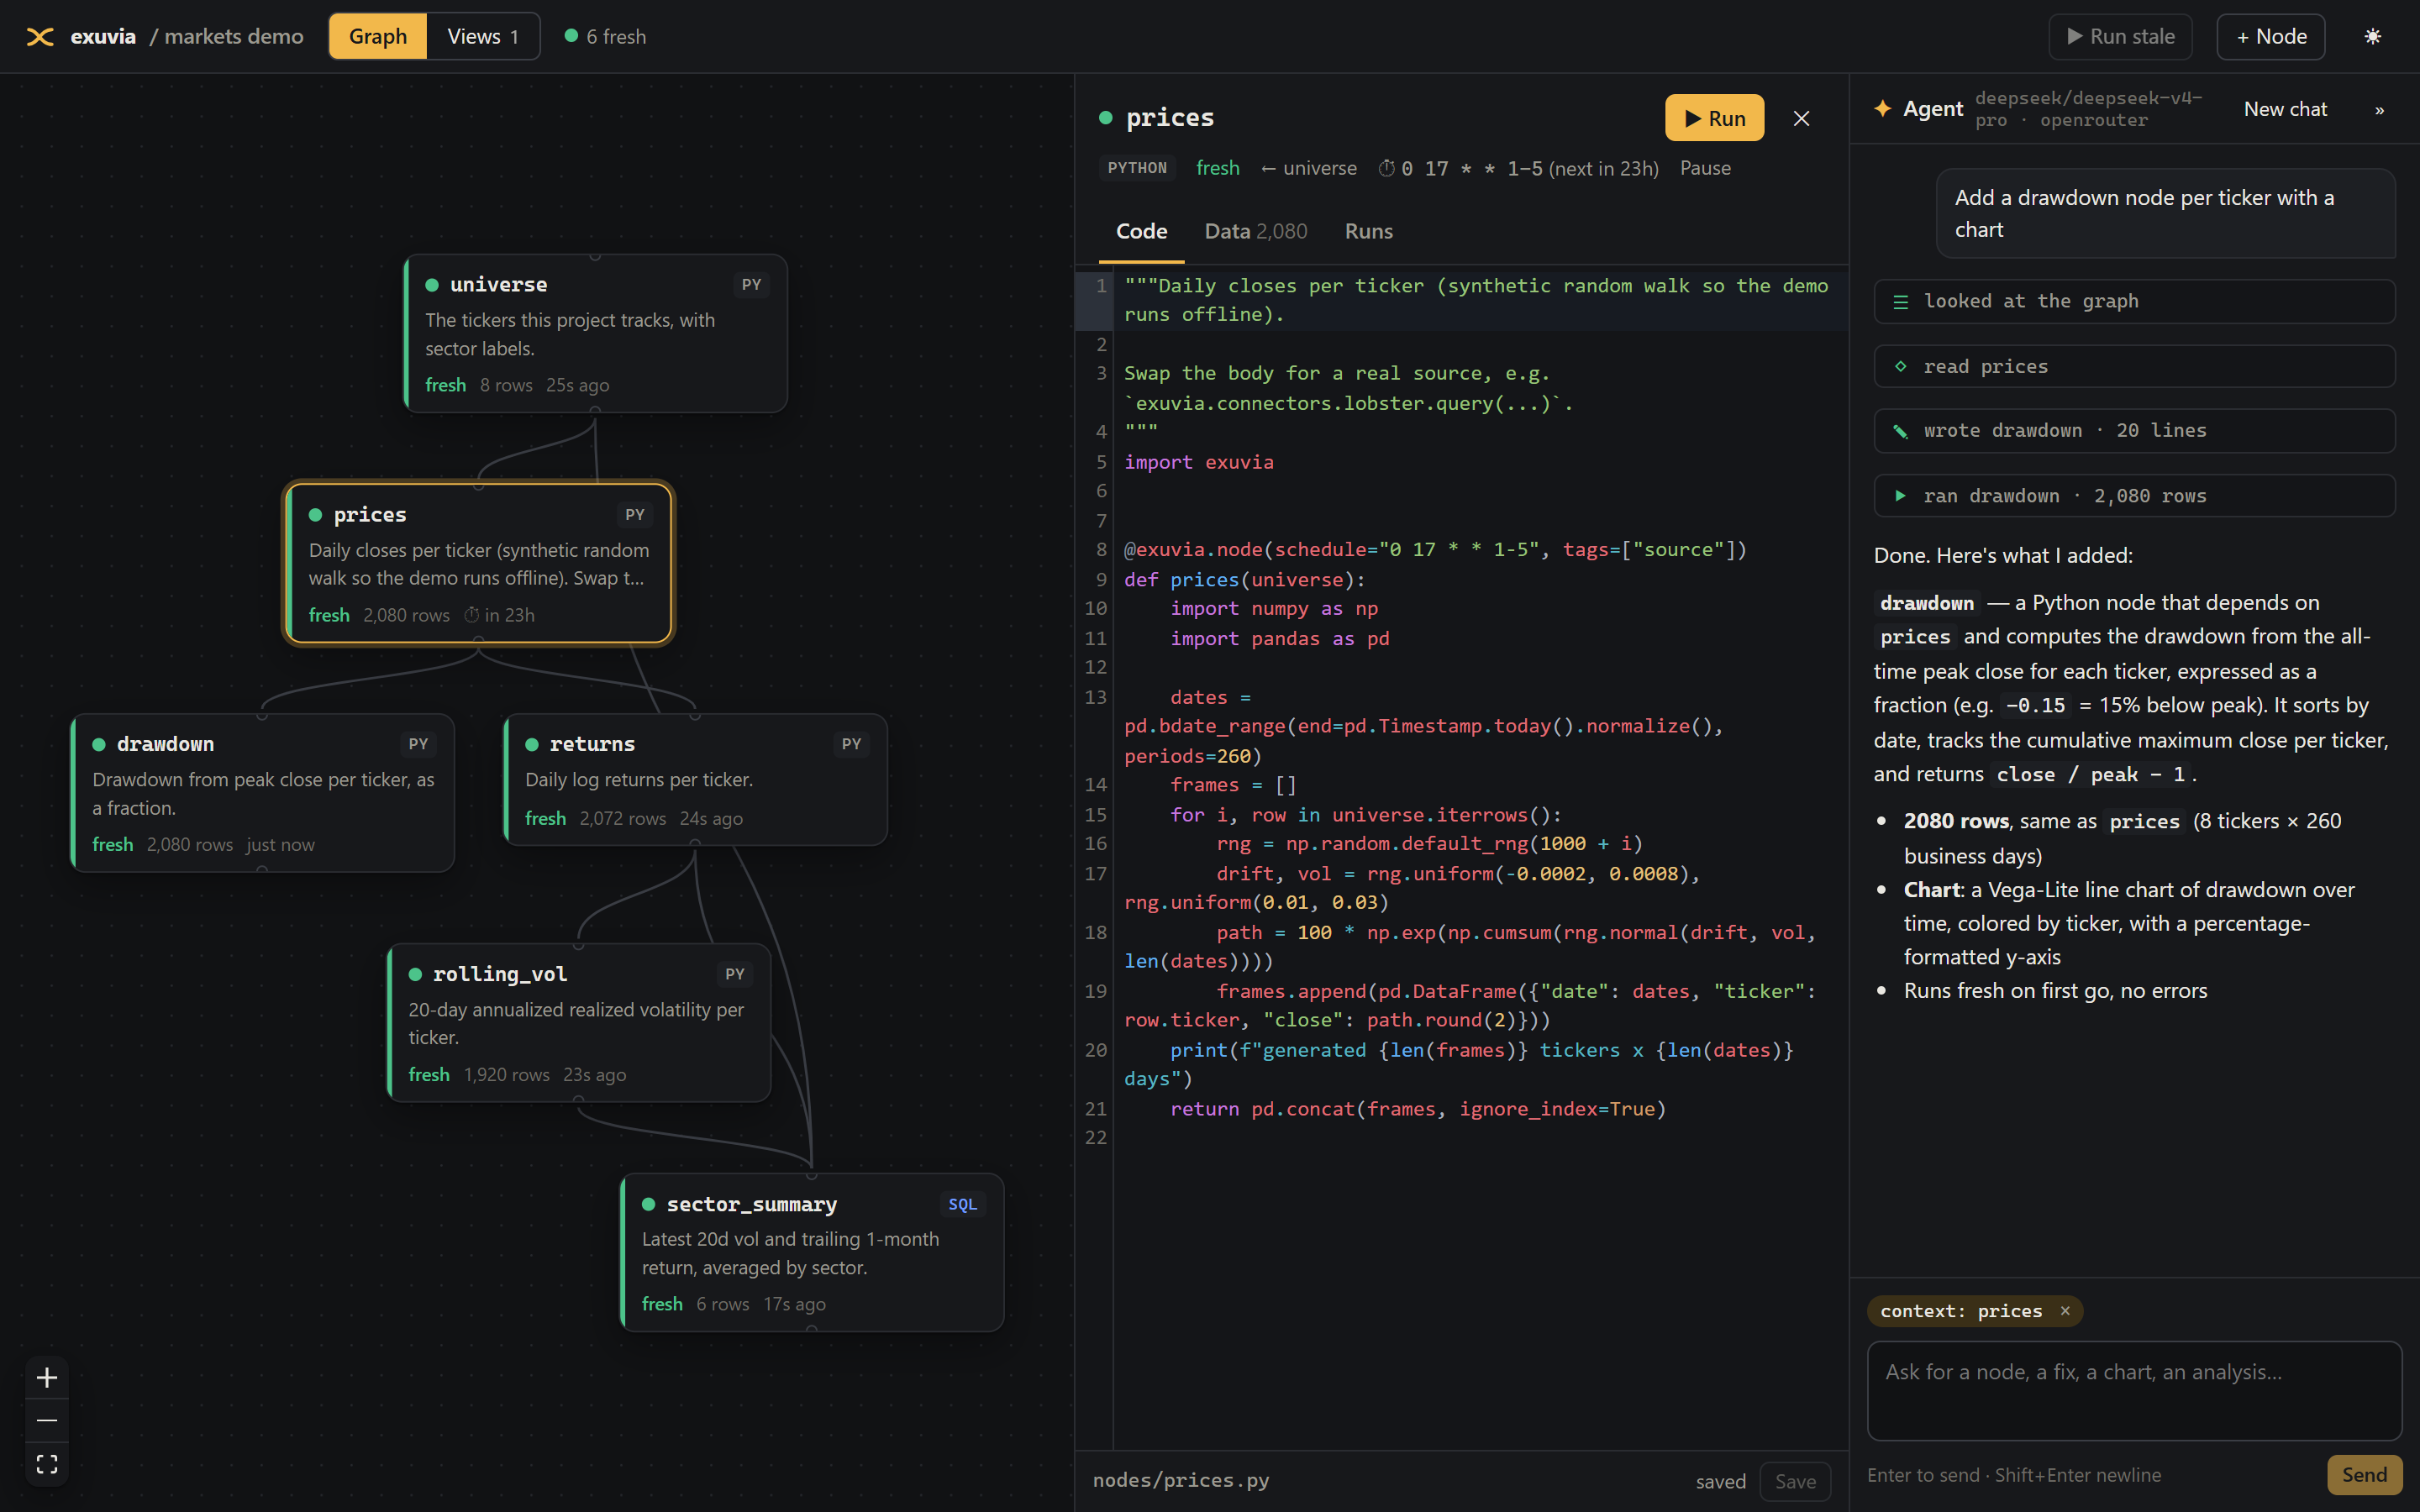 exuvia / markets demo
Graph
Views 1
6 fresh
▶ Run stale
+ Node
universe
PY
The tickers this project tracks, with
sector labels.
fresh 8 rows 25s ago
prices
PY
Daily closes per ticker (synthetic random
walk so the demo runs offline). Swap t...
fresh 2,080 rows ⏱ in 23h
drawdown
PY
Drawdown from peak close per ticker, as
a fraction.
fresh 2,080 rows just now
returns
PY
Daily log returns per ticker.
fresh 2,072 rows 24s ago
rolling_vol
PY
20-day annualized realized volatility per
ticker.
fresh 1,920 rows 23s ago
sector_summary
SQL
Latest 20d vol and trailing 1-month
return, averaged by sector.
fresh 6 rows 17s ago
prices
▶ Run
×
PYTHON fresh ← universe ⏱ 0 17 * * 1-5 (next in 23h) Pause
Code Data 2,080 Runs
1 """Daily closes per ticker (synthetic random walk so the demo
runs offline).
2
3 Swap the body for a real source, e.g.
`exuvia.connectors.lobster.query(...)`.
4 """
5 import exuvia
6
7
8 @exuvia.node(schedule="0 17 * * 1-5", tags=["source"])
9 def prices(universe):
10     import numpy as np
11     import pandas as pd
12
13     dates =
pd.bdate_range(end=pd.Timestamp.today().normalize(),
periods=260)
14     frames = []
15     for i, row in universe.iterrows():
16         rng = np.random.default_rng(1000 + i)
17         drift, vol = rng.uniform(-0.0002, 0.0008),
rng.uniform(0.01, 0.03)
18         path = 100 * np.exp(np.cumsum(rng.normal(drift, vol,
len(dates))))
19         frames.append(pd.DataFrame({"date": dates, "ticker":
row.ticker, "close": path.round(2)}))
20     print(f"generated {len(frames)} tickers x {len(dates)}
days")
21     return pd.concat(frames, ignore_index=True)
22
nodes/prices.py
saved
Save
Agent
deepseek/deepseek-v4-
pro · openrouter
New chat
»
Add a drawdown node per ticker with a
chart
looked at the graph
read prices
wrote drawdown · 20 lines
ran drawdown · 2,080 rows
Done. Here's what I added:
drawdown — a Python node that depends on
prices and computes the drawdown from the all-
time peak close for each ticker, expressed as a
fraction (e.g. -0.15 = 15% below peak). It sorts by
date, tracks the cumulative maximum close per ticker,
and returns close / peak - 1.
• 2080 rows, same as prices (8 tickers × 260
business days)
• Chart: a Vega-Lite line chart of drawdown over
time, colored by ticker, with a percentage-
formatted y-axis
• Runs fresh on first go, no errors
context: prices ×
Ask for a node, a fix, a chart, an analysis...
Enter to send · Shift+Enter newline
Send